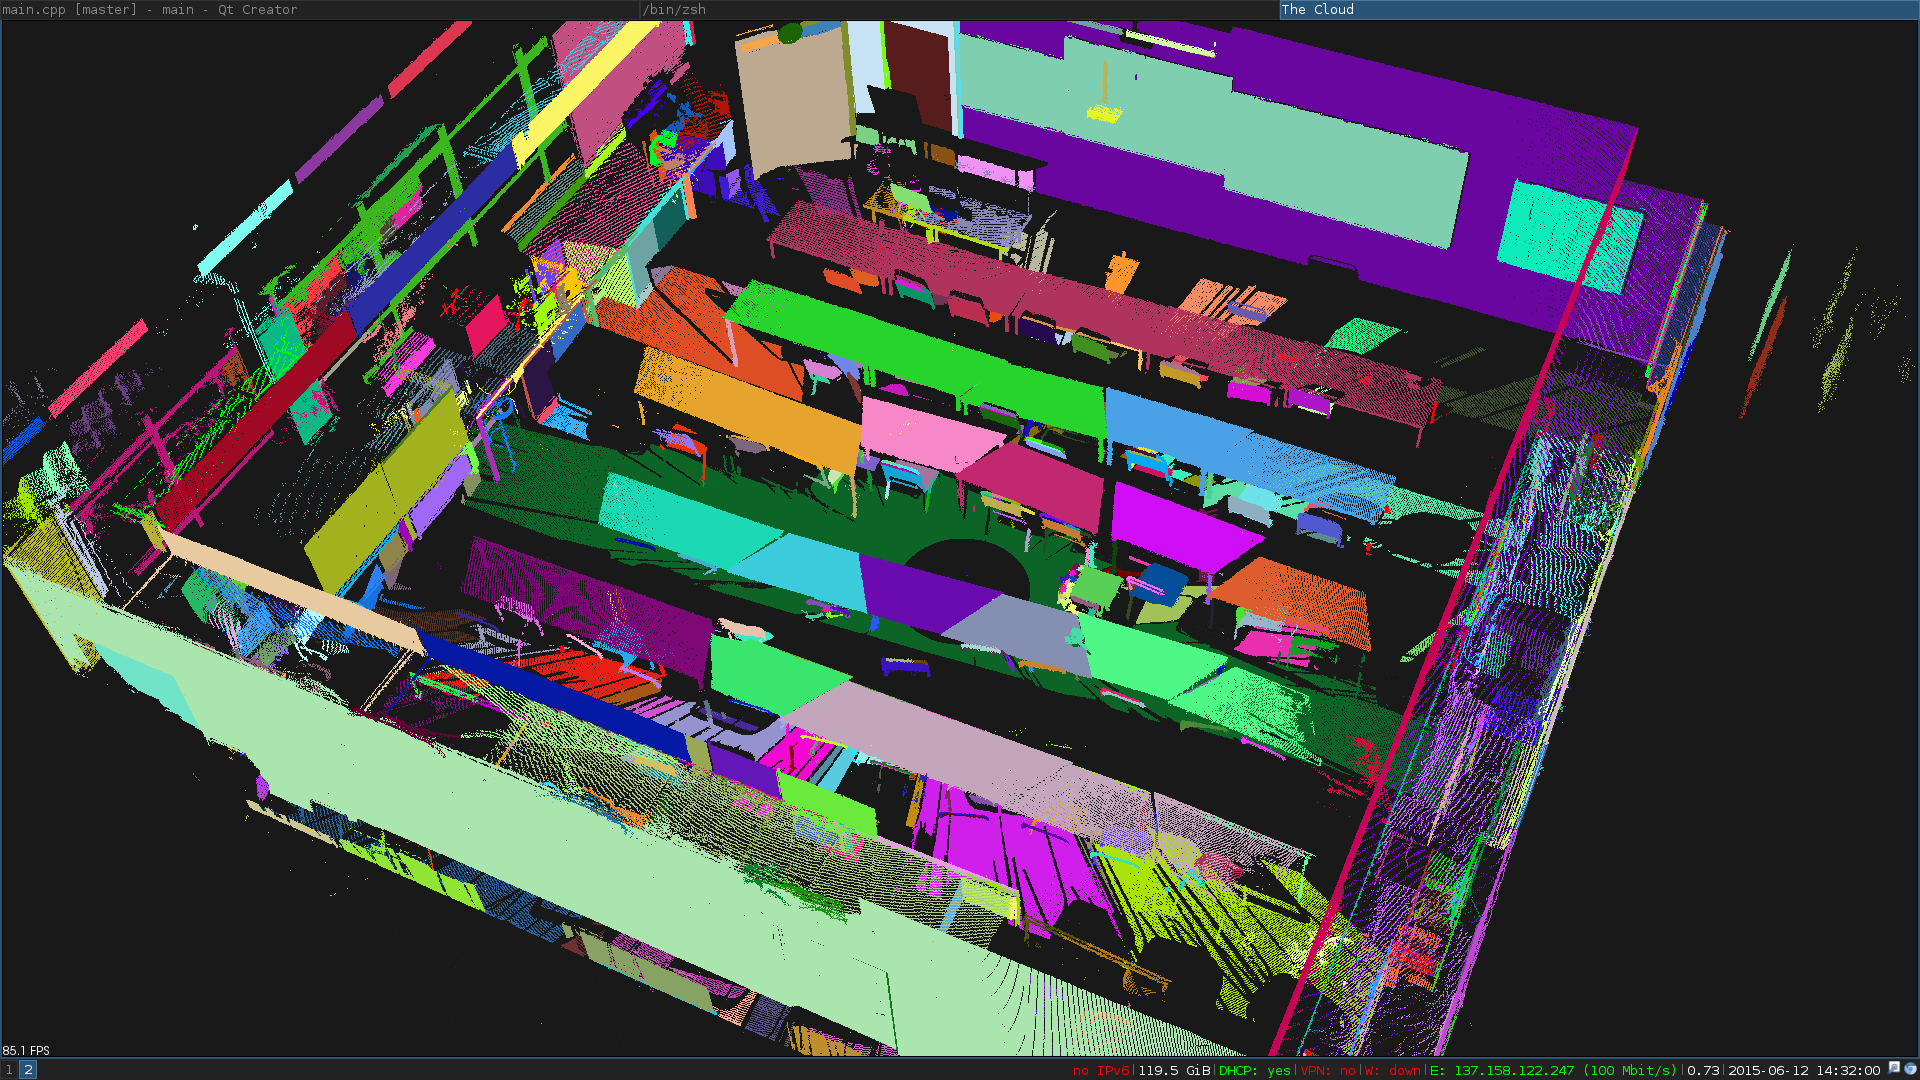 main.cpp [master] - main - Qt Creator
/bin/zsh
The Cloud
85.1 FPS
1 2
no IPv6|119.5 GiB|DHCP: yes|VPN: no|W: down|E: 137.158.122.247 (100 Mbit/s)|0.73|2015-06-12 14:32:00